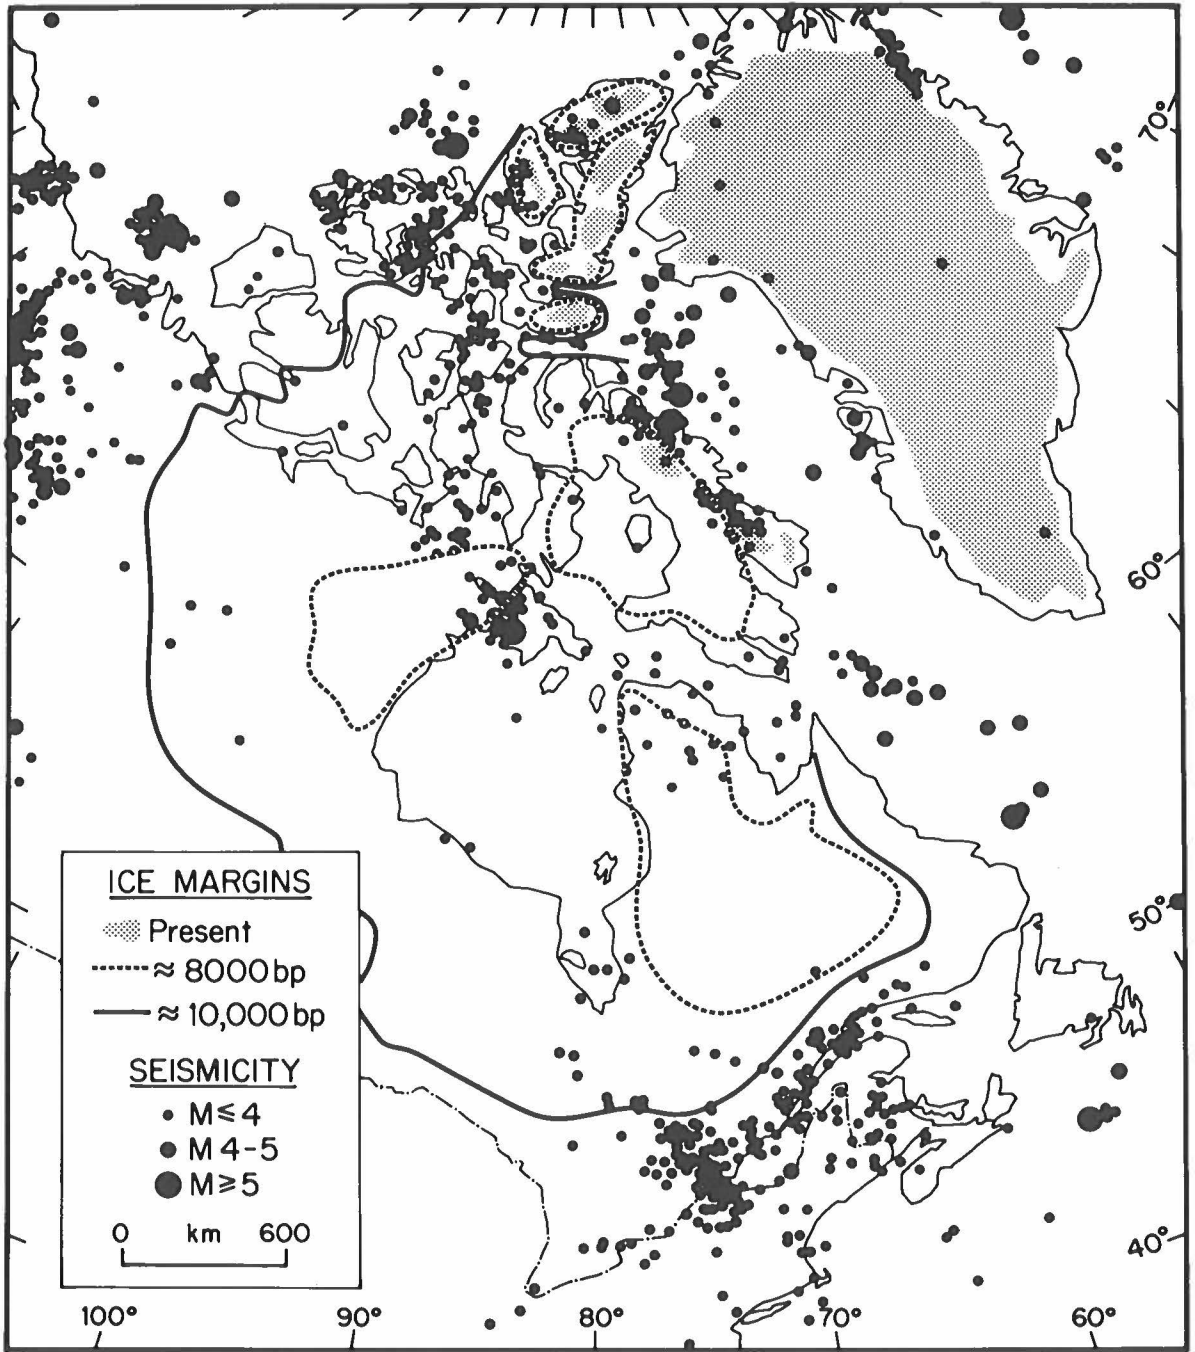 70°
60°
50°
40°
ICE MARGINS
Present
≈ 8000 bp
≈ 10,000 bp
SEISMICITY
M ≤ 4
M 4-5
M ≥ 5
0 km 600
100° 90° 80° 70° 60°